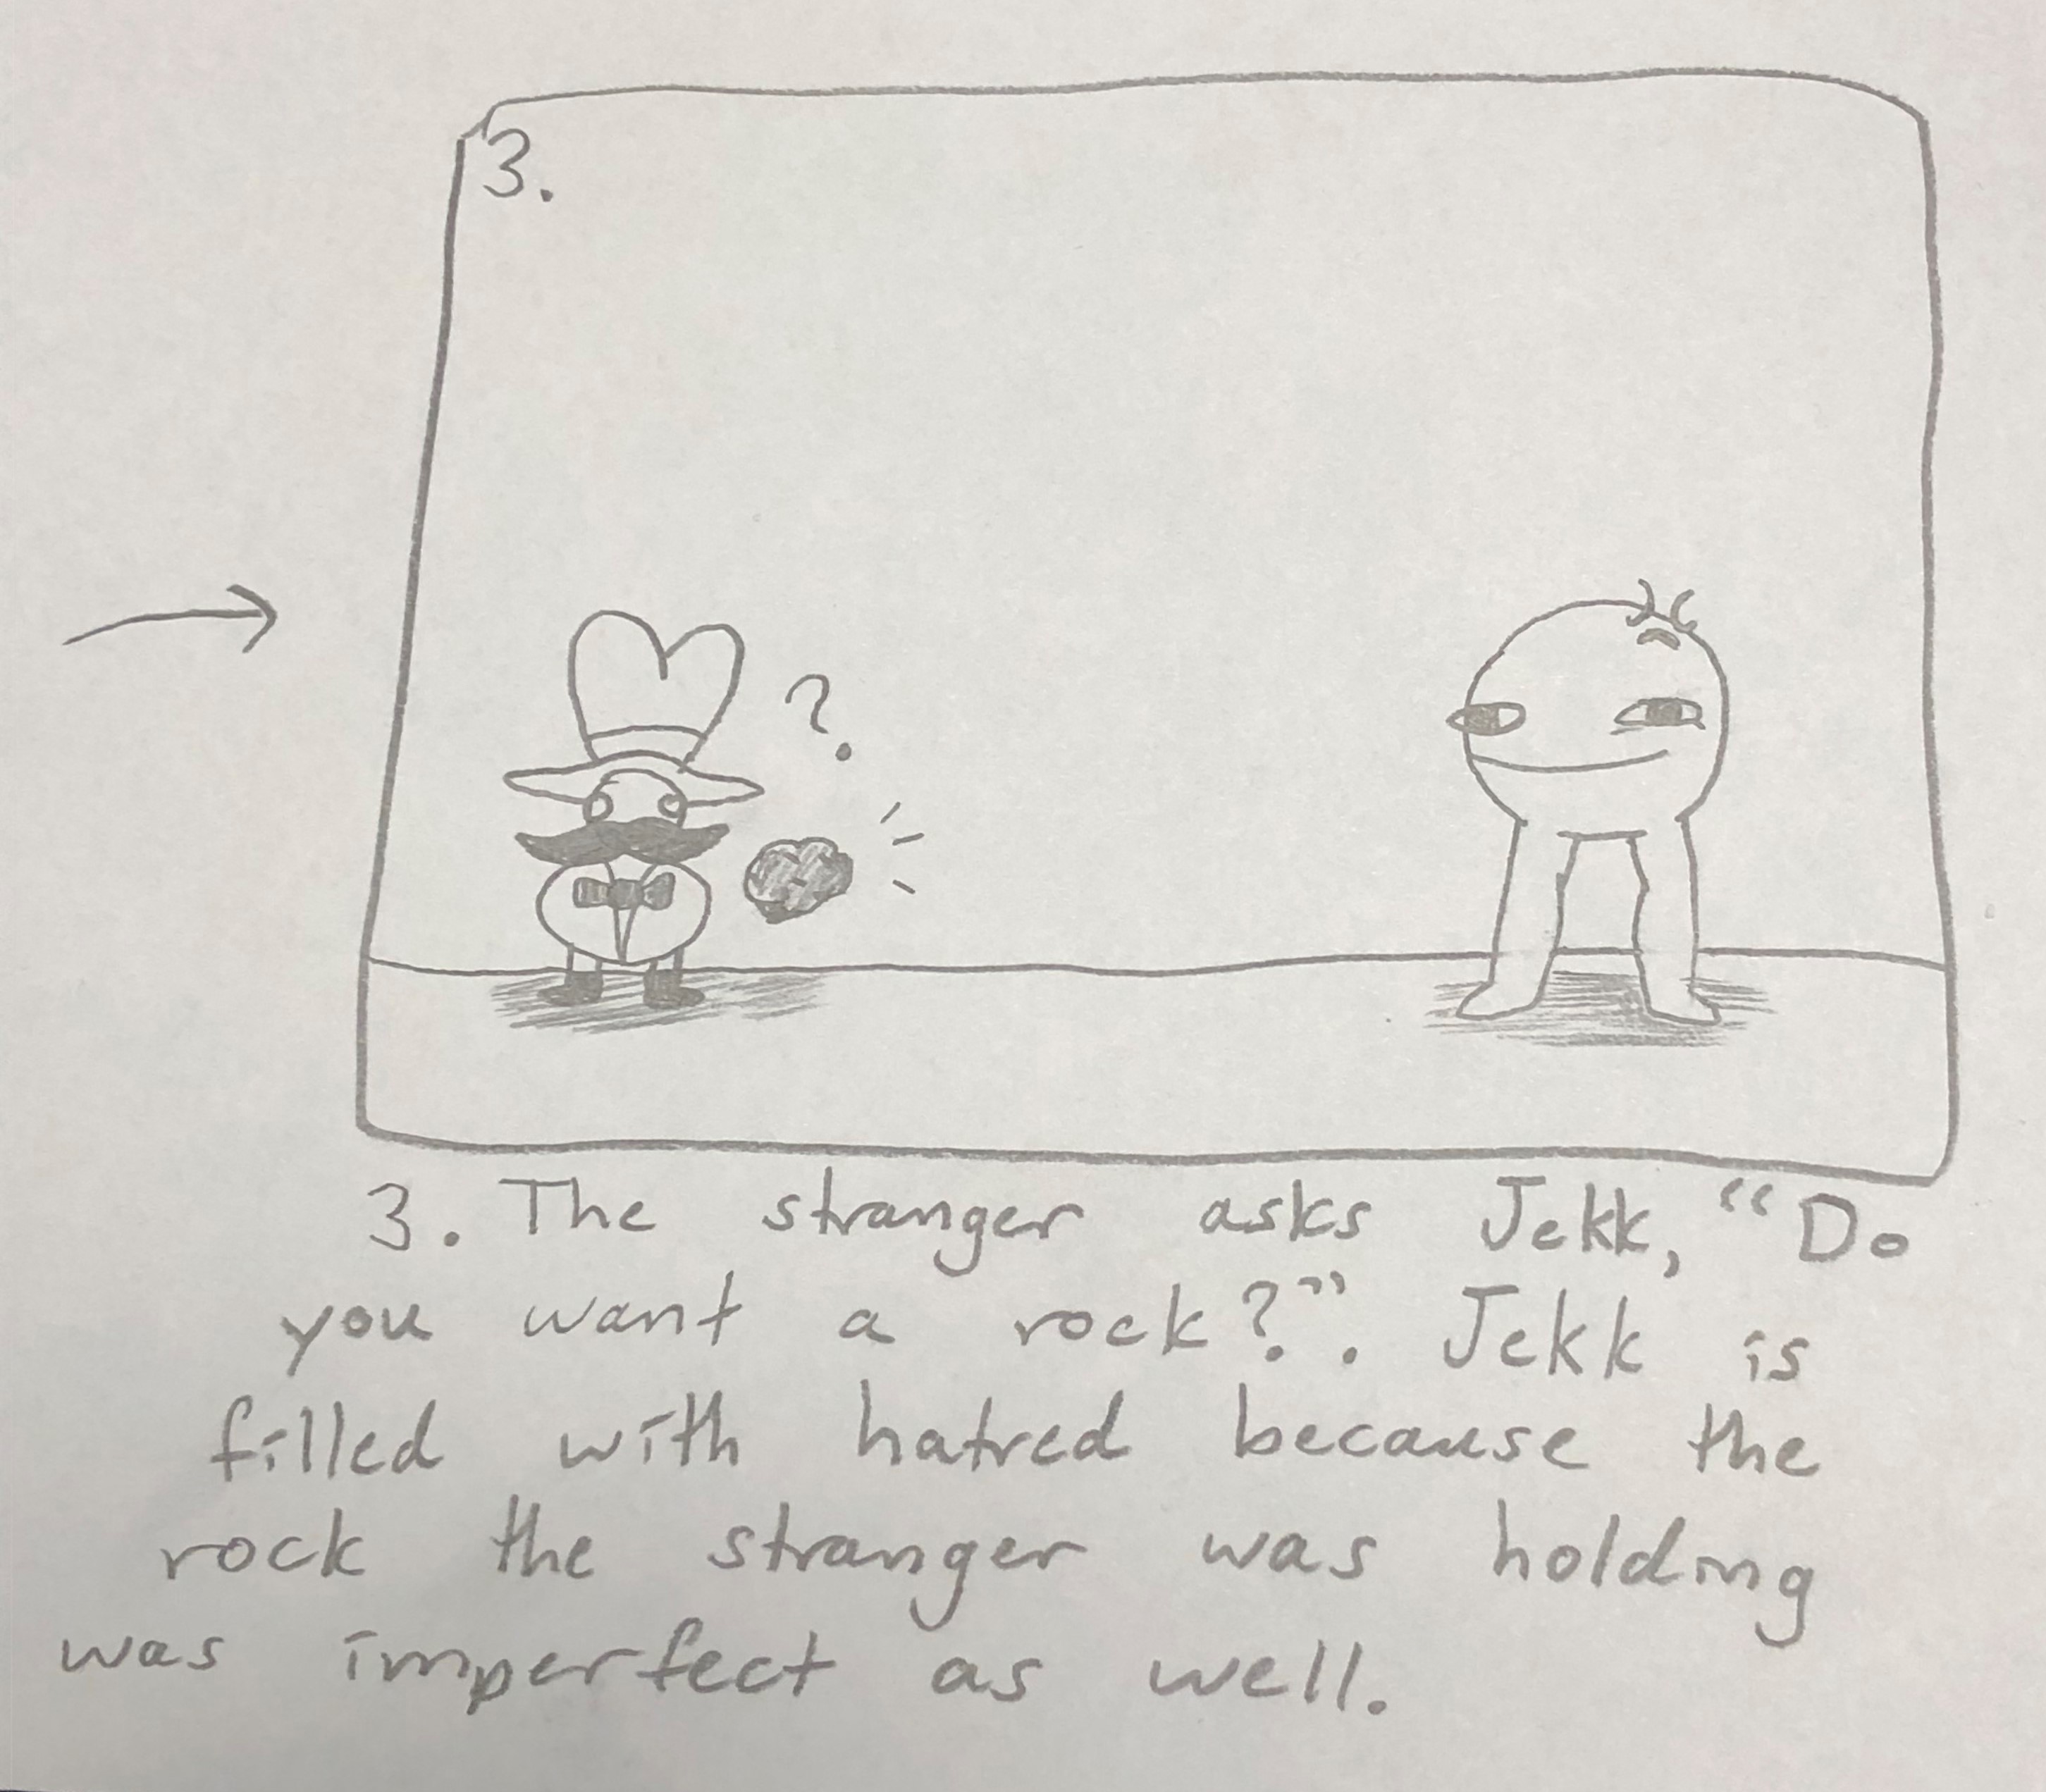 3.
?
3. The stranger asks Jekk, “Do
you want a rock?”. Jekk is
filled with hatred because the
rock the stranger was holding
was imperfect as well.